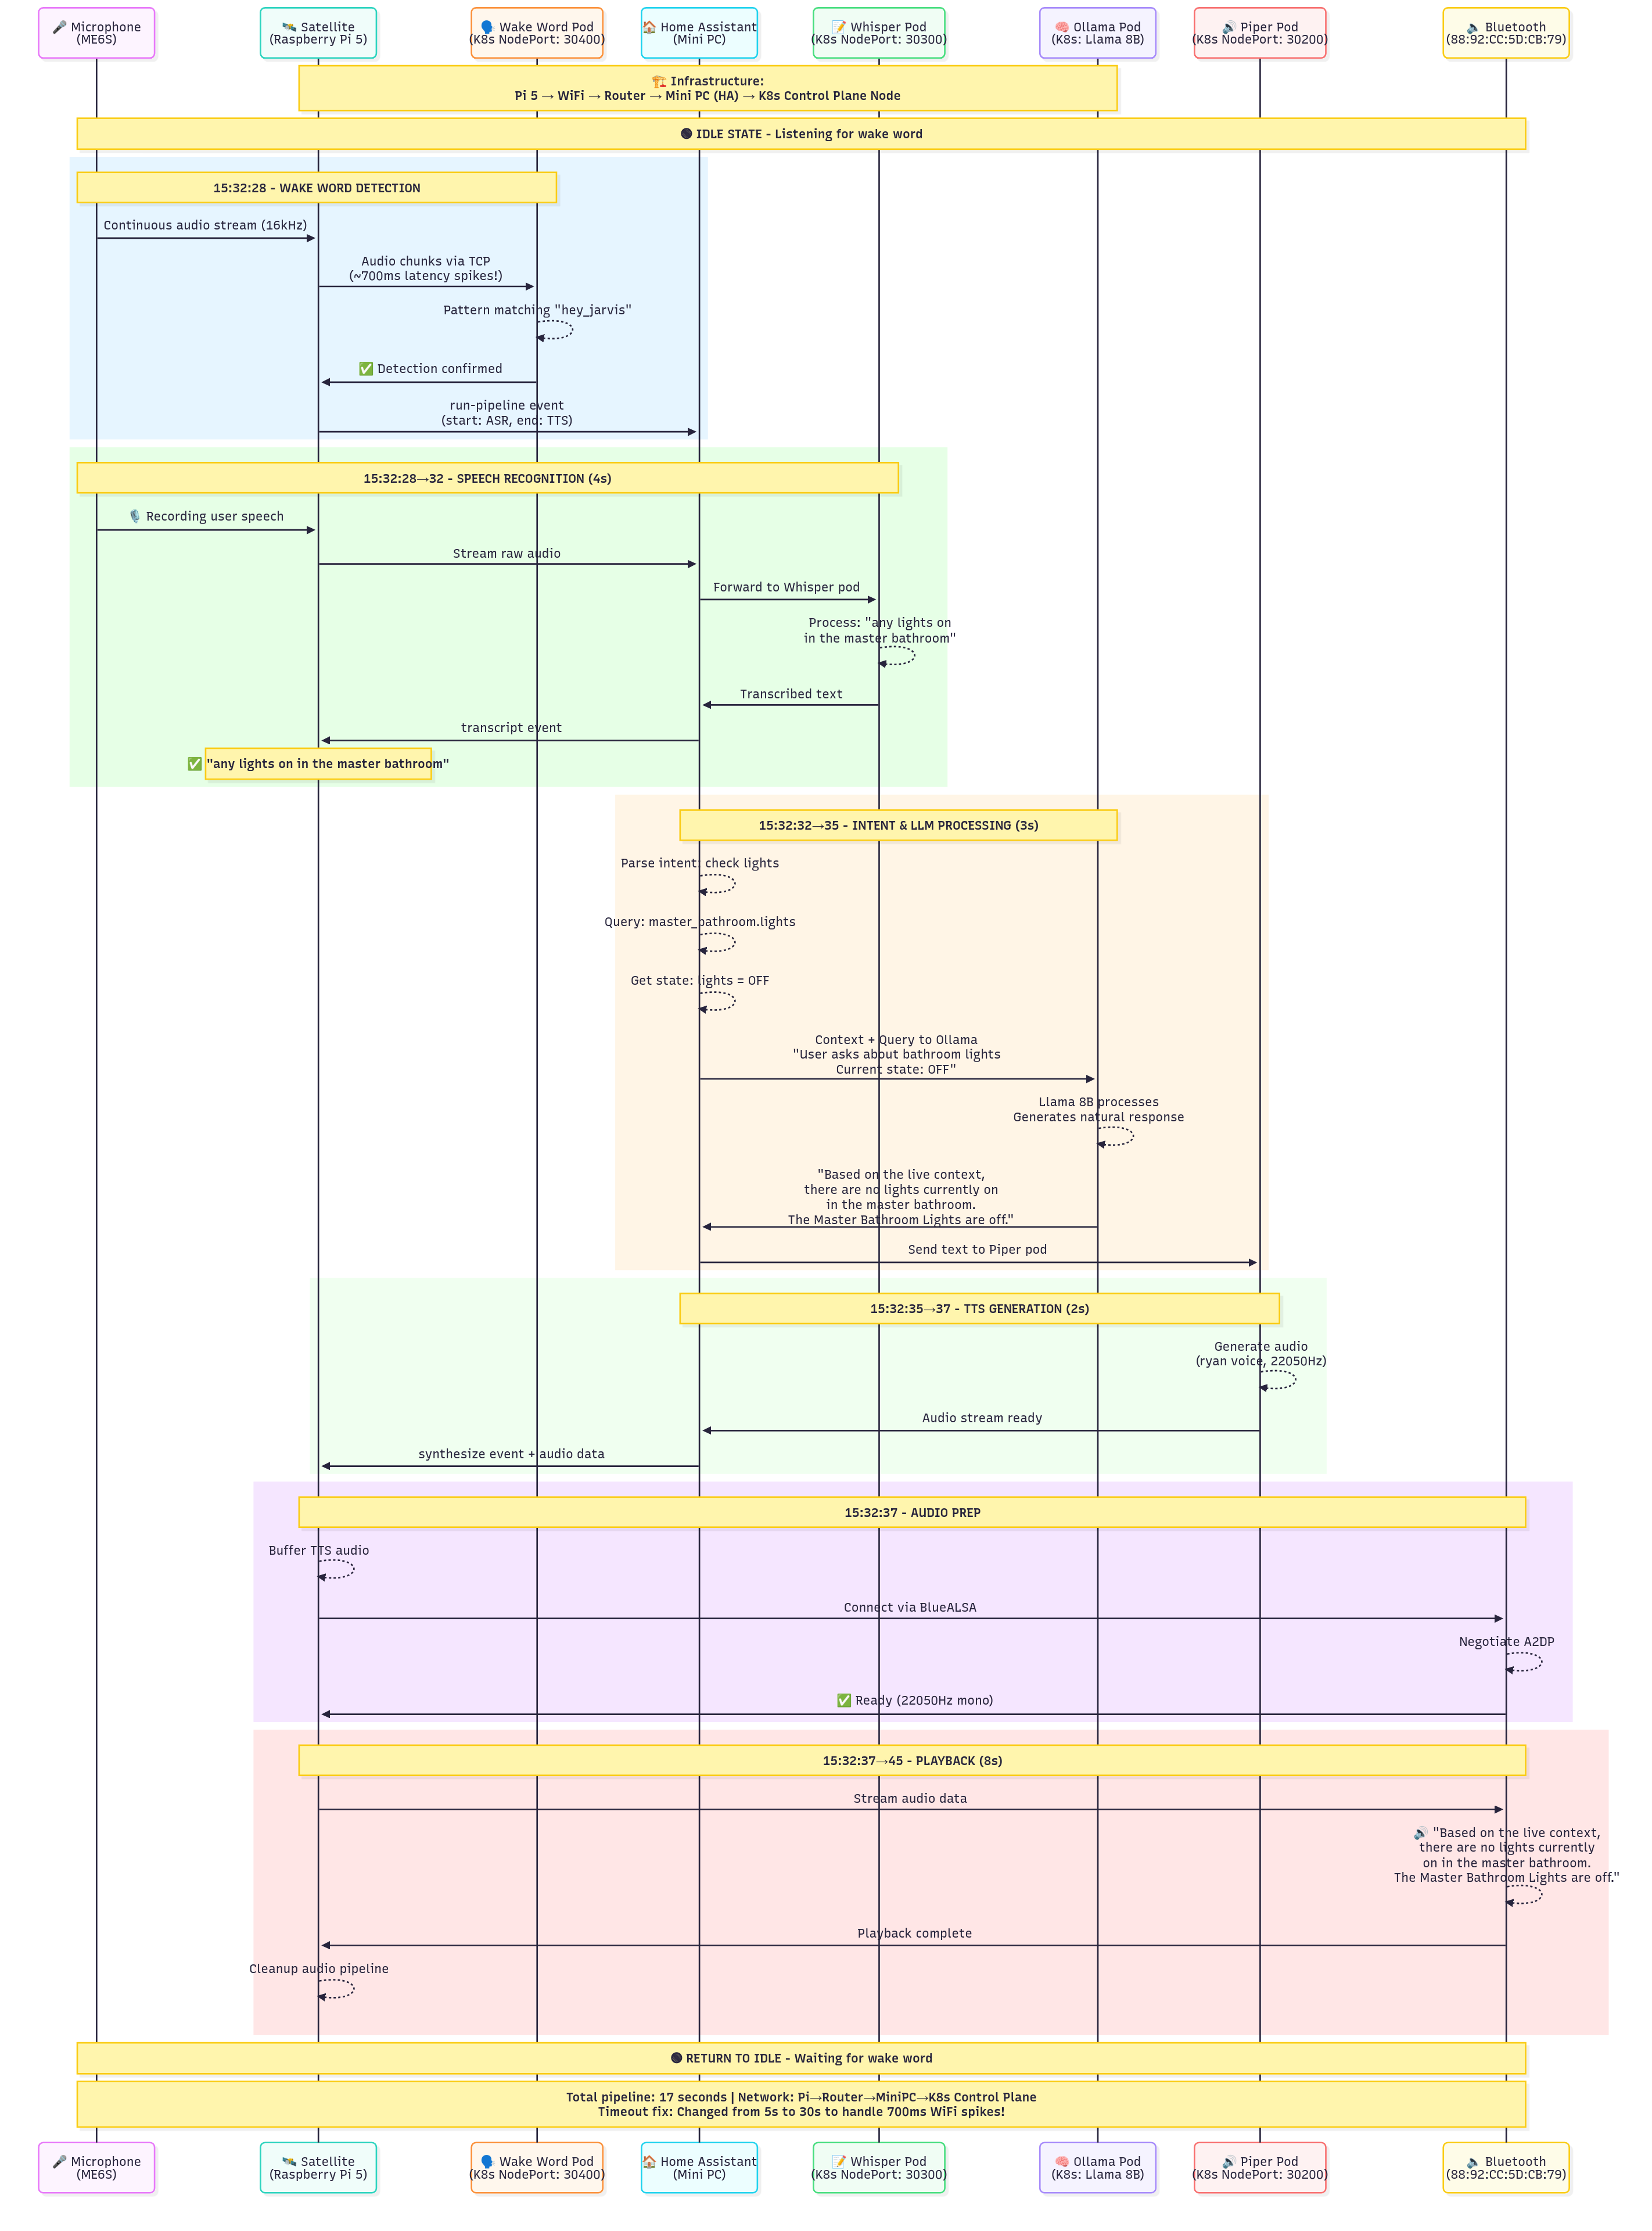 🎤 Microphone
(ME6S)
🛰️ Satellite
(Raspberry Pi 5)
🗣️ Wake Word Pod
(K8s NodePort: 30400)
🏠 Home Assistant
(Mini PC)
📝 Whisper Pod
(K8s NodePort: 30300)
🧠 Ollama Pod
(K8s: Llama 8B)
🔊 Piper Pod
(K8s NodePort: 30200)
🔈 Bluetooth
(88:92:CC:5D:CB:79)
🏗️ Infrastructure:
Pi 5 → WiFi → Router → Mini PC (HA) → K8s Control Plane Node
⚫ IDLE STATE - Listening for wake word
15:32:28 - WAKE WORD DETECTION
Continuous audio stream (16kHz)
Audio chunks via TCP
(~700ms latency spikes!)
Pattern matching "hey_jarvis"
✅ Detection confirmed
run-pipeline event
(start: ASR, end: TTS)
15:32:28→32 - SPEECH RECOGNITION (4s)
🎙️ Recording user speech
Stream raw audio
Forward to Whisper pod
Process: "any lights on
in the master bathroom"
Transcribed text
transcript event
✅ "any lights on in the master bathroom"
15:32:32→35 - INTENT & LLM PROCESSING (3s)
Parse intent: check lights
Query: master_bathroom.lights
Get state: lights = OFF
Context + Query to Ollama
"User asks about bathroom lights
Current state: OFF"
Llama 8B processes
Generates natural response
"Based on the live context,
there are no lights currently on
in the master bathroom.
The Master Bathroom Lights are off."
Send text to Piper pod
15:32:35→37 - TTS GENERATION (2s)
Generate audio
(ryan voice, 22050Hz)
Audio stream ready
synthesize event + audio data
15:32:37 - AUDIO PREP
Buffer TTS audio
Connect via BlueALSA
Negotiate A2DP
✅ Ready (22050Hz mono)
15:32:37→45 - PLAYBACK (8s)
Stream audio data
🔊 "Based on the live context,
there are no lights currently
on in the master bathroom.
The Master Bathroom Lights are off."
Playback complete
Cleanup audio pipeline
⚫ RETURN TO IDLE - Waiting for wake word
Total pipeline: 17 seconds | Network: Pi→Router→MiniPC→K8s Control Plane
Timeout fix: Changed from 5s to 30s to handle 700ms WiFi spikes!
🎤 Microphone
(ME6S)
🛰️ Satellite
(Raspberry Pi 5)
🗣️ Wake Word Pod
(K8s NodePort: 30400)
🏠 Home Assistant
(Mini PC)
📝 Whisper Pod
(K8s NodePort: 30300)
🧠 Ollama Pod
(K8s: Llama 8B)
🔊 Piper Pod
(K8s NodePort: 30200)
🔈 Bluetooth
(88:92:CC:5D:CB:79)